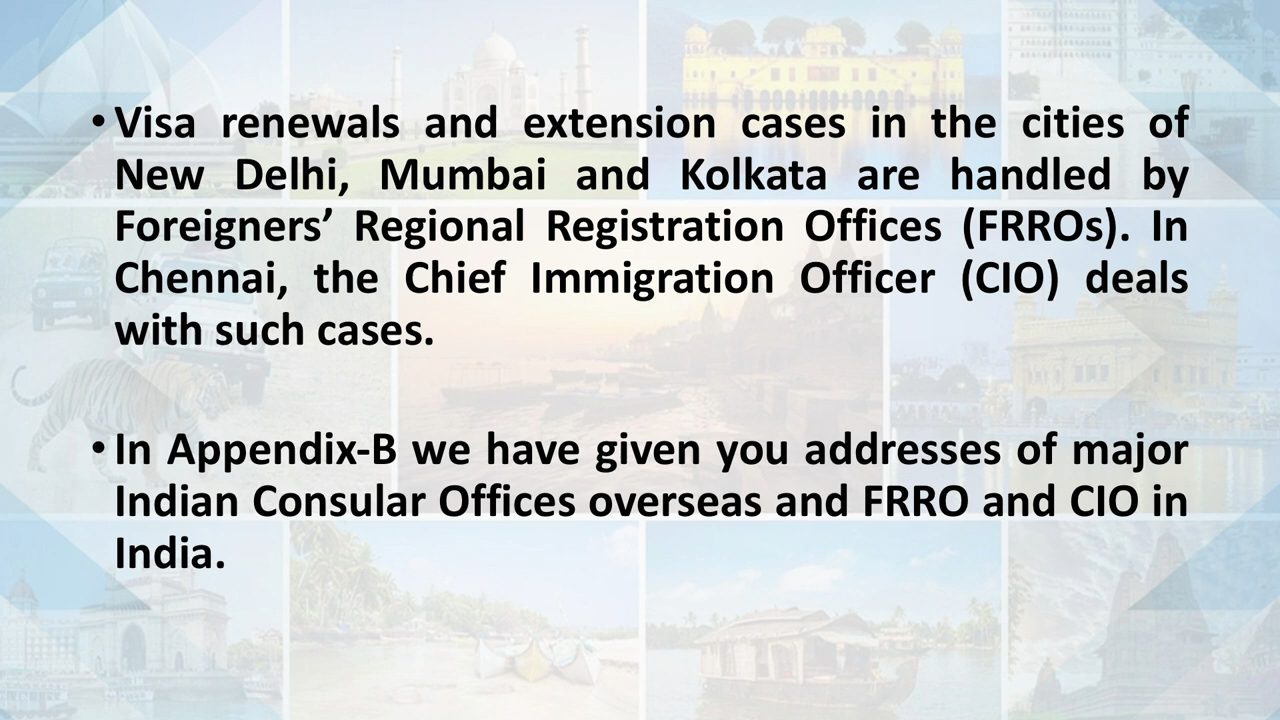 • Visa renewals and extension cases in the cities of
New Delhi, Mumbai and Kolkata are handled by
Foreigners’ Regional Registration Offices (FRROs). In
Chennai, the Chief Immigration Officer (CIO) deals
with such cases.
• In Appendix-B we have given you addresses of major
Indian Consular Offices overseas and FRRO and CIO in
India.